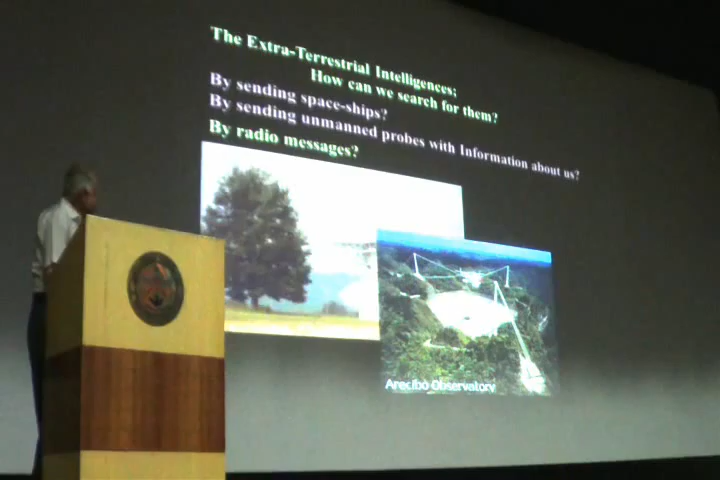 The Extra-Terrestrial Intelligences;
How can we search for them?
By sending space-ships?
By sending unmanned probes with Information about us?
By radio messages?
Arecibo Observatory